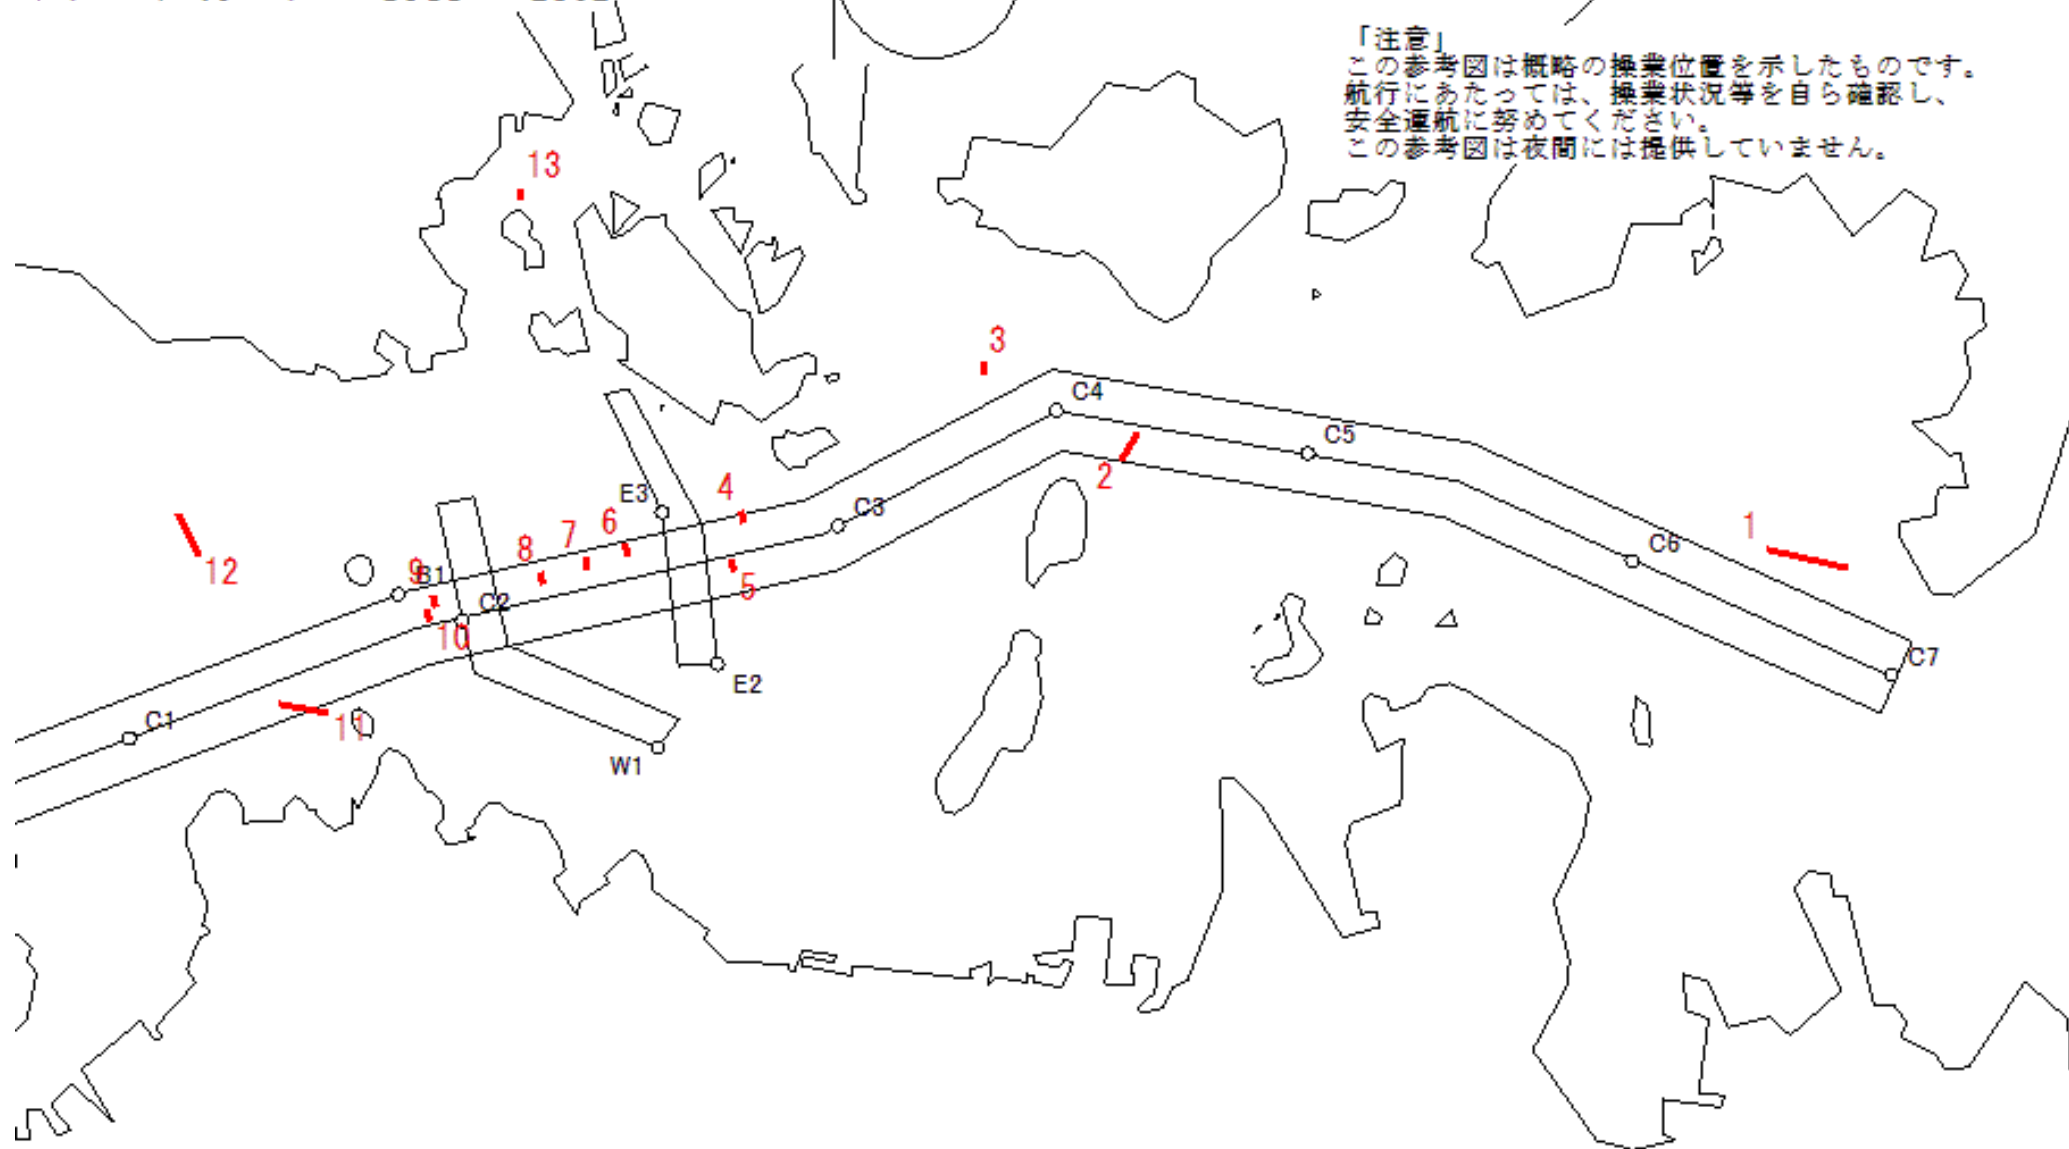 「注意」
この参考図は概略の操業位置を示したものです。
航行にあたっては、操業状況等を自ら確認し、
安全運航に努めてください。
この参考図は夜間には提供していません。
13
3
C4
C5
2
E3
4
C3
1
6
7
8
C6
12
9
B1
5
C2
10
C7
E2
C1
11
W1